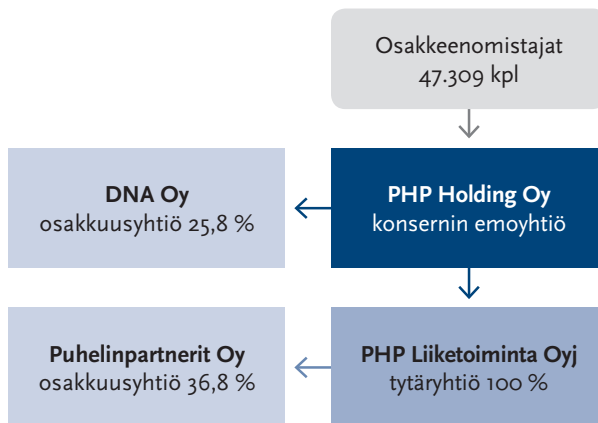 Osakkeenomistajat
47.309 kpl
DNA Oy
osakkuusyhtiö 25,8 %
PHP Holding Oy
konsernin emoyhtiö
Puhelinpartnerit Oy
osakkuusyhtiö 36,8 %
PHP Liiketoiminta Oyj
tytäryhtiö 100 %